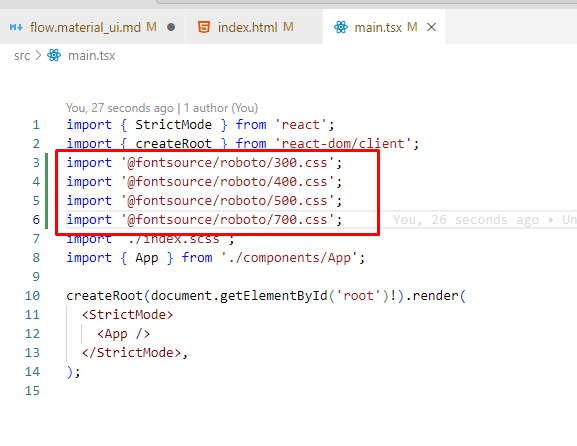 flow.material_ui.md M
index.html M
main.tsx M
src > main.tsx
You, 27 seconds ago | 1 author (You)
1 import { StrictMode } from 'react';
2 import { createRoot } from 'react-dom/client';
3 import '@fontsource/roboto/300.css';
4 import '@fontsource/roboto/400.css';
5 import '@fontsource/roboto/500.css';
6 import '@fontsource/roboto/700.css'; You, 26 seconds ago • Un
7 import './index.scss';
8 import { App } from './components/App';
9
10 createRoot(document.getElementById('root')!).render(
11 <StrictMode>
12 <App />
13 </StrictMode>,
14 );
15